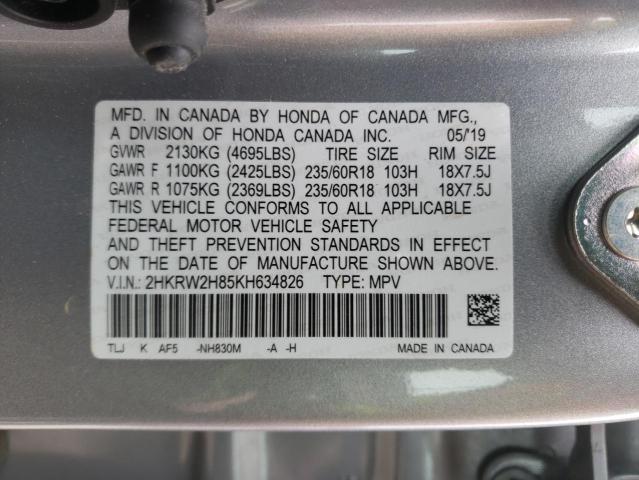 MFD. IN CANADA BY HONDA OF CANADA MFG.,
A DIVISION OF HONDA CANADA INC. 05/'19
GVWR 2130KG (4695LBS) TIRE SIZE RIM SIZE
GAWR F 1100KG (2425LBS) 235/60R18 103H 18X7.5J
GAWR R 1075KG (2369LBS) 235/60R18 103H 18X7.5J
THIS VEHICLE CONFORMS TO ALL APPLICABLE
FEDERAL MOTOR VEHICLE SAFETY
AND THEFT PREVENTION STANDARDS IN EFFECT
ON THE DATE OF MANUFACTURE SHOWN ABOVE.
V.I.N.: 2HKRW2H85KH634826 TYPE: MPV
TLJ K AF5 -NH830M -A -H MADE IN CANADA